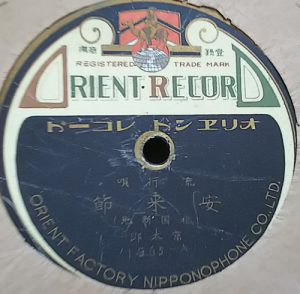 REGISTERED TRADE MARK
ORIENT·RECORD
オリヱント レコード
流行唄
安来節
ORIENT FACTORY NIPPONOPHONE CO., LTD.